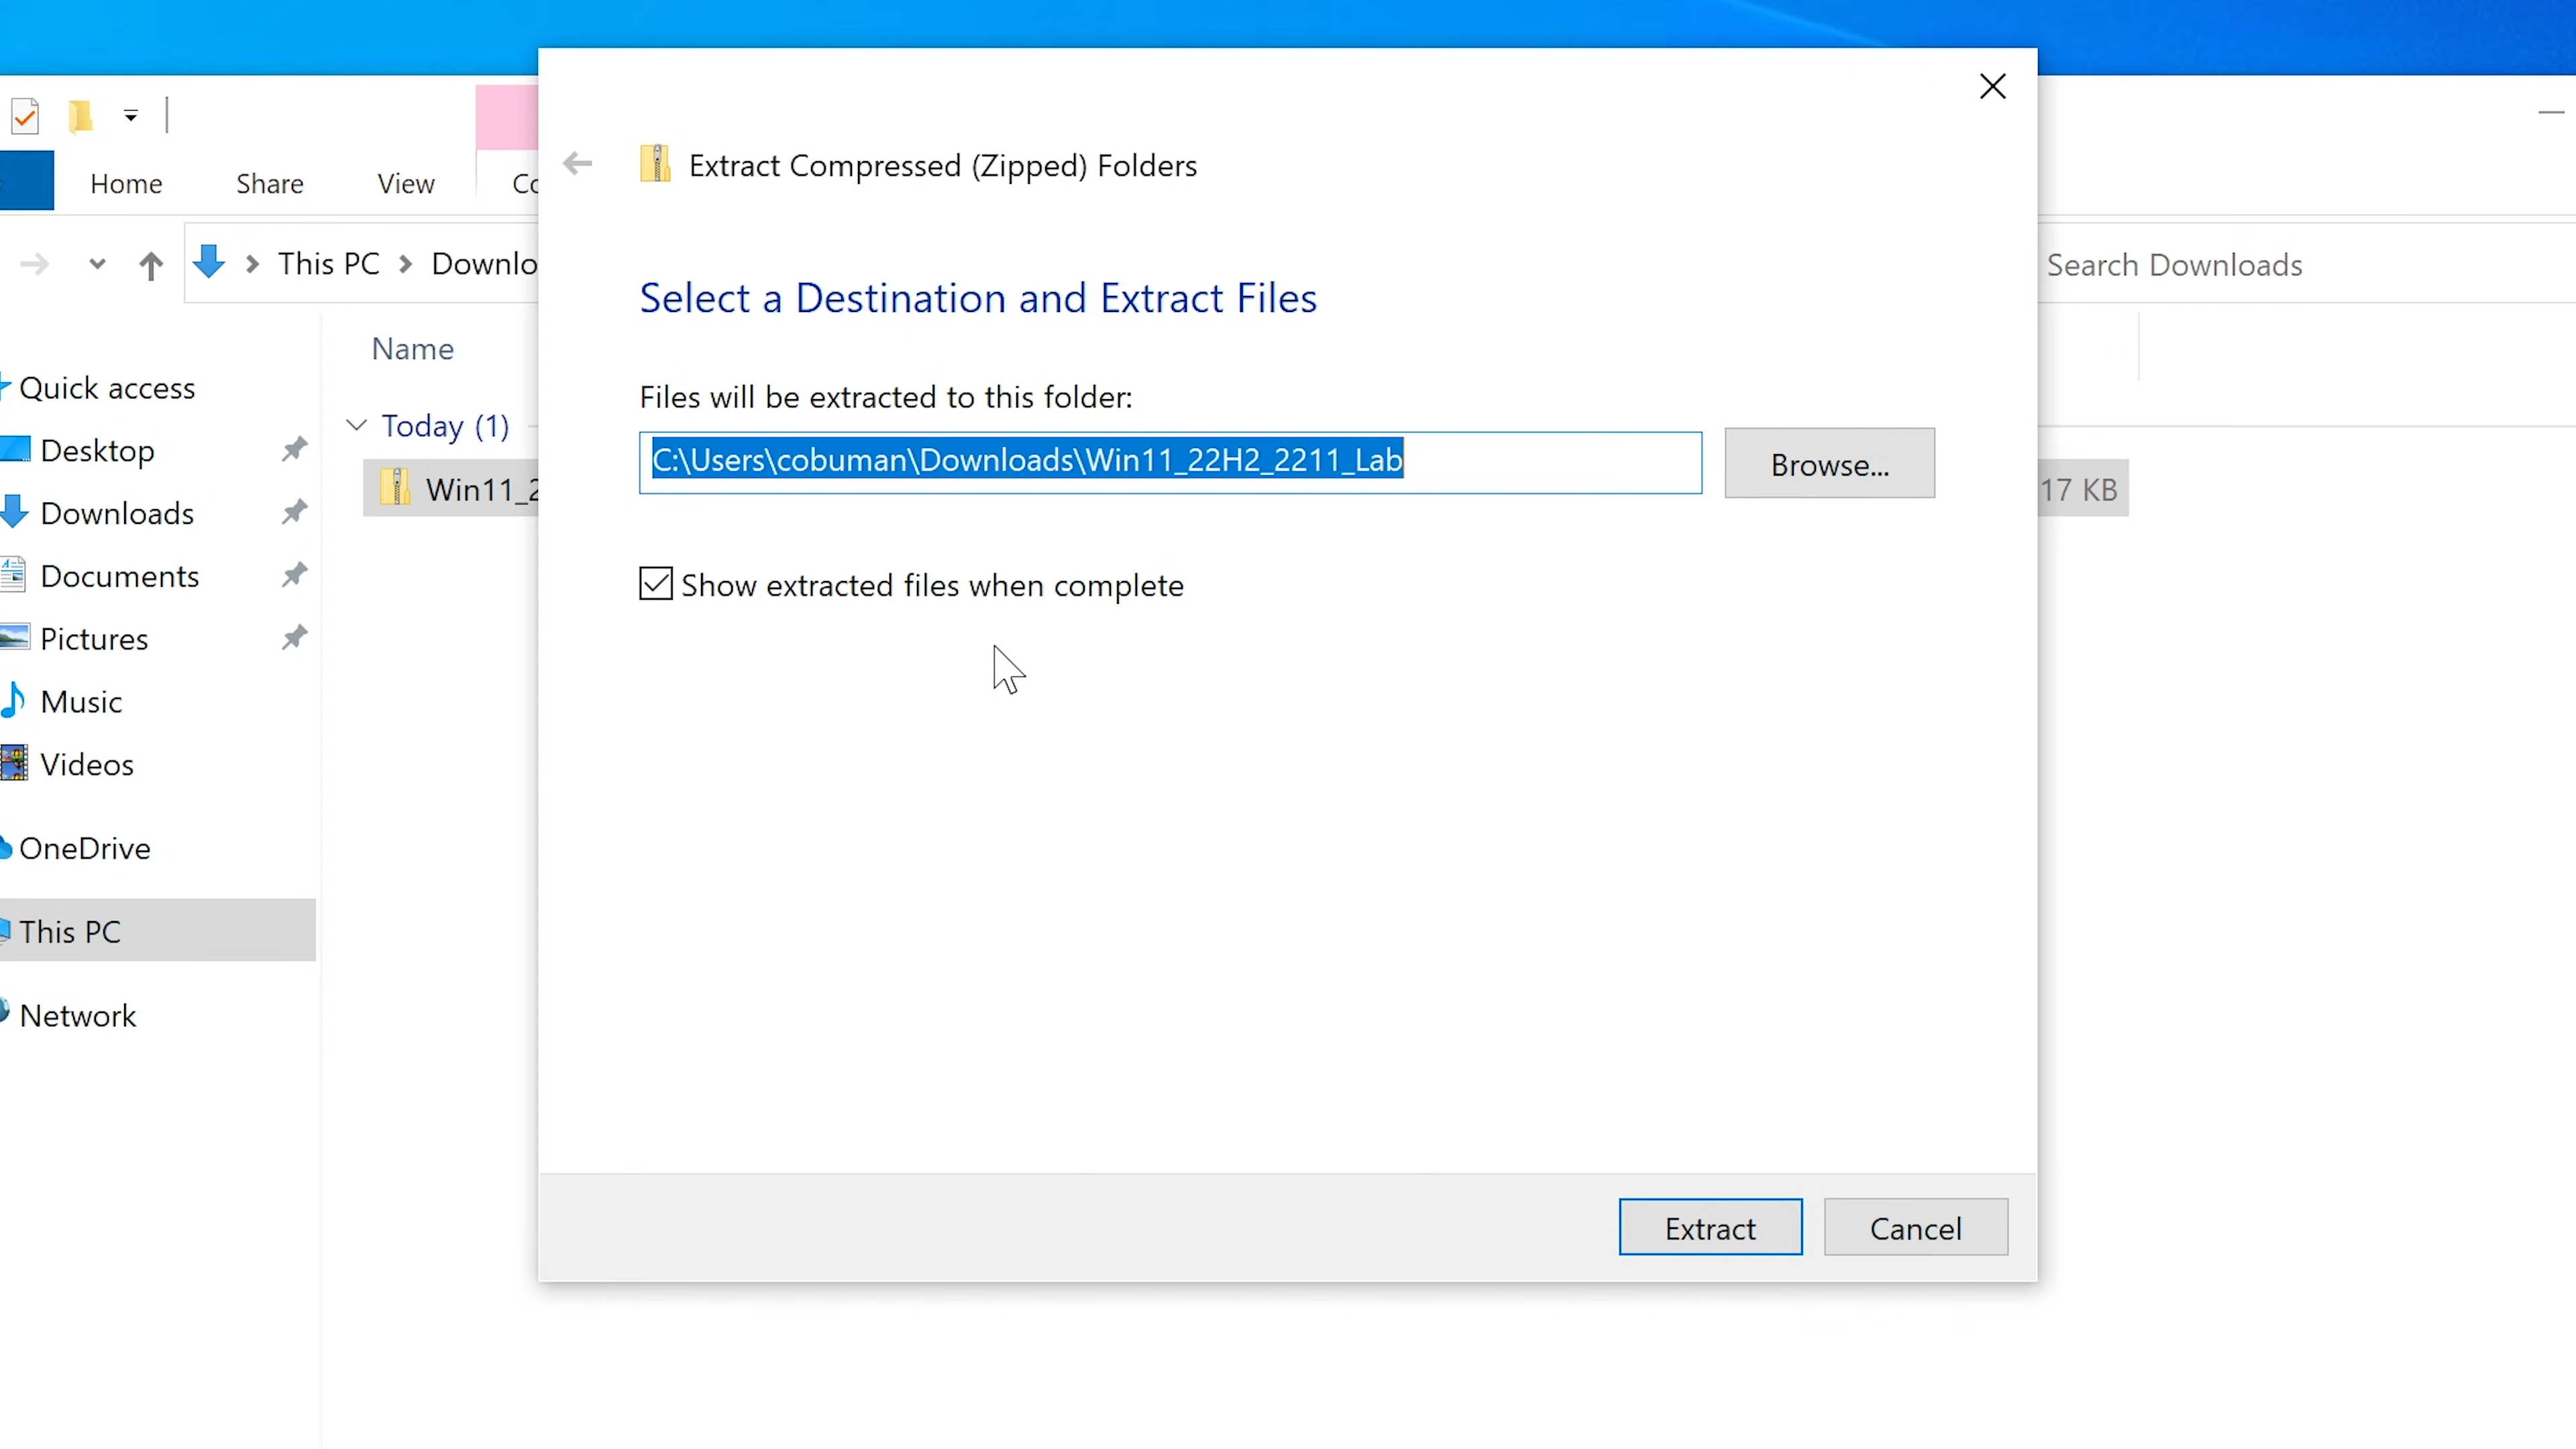 Extract Compressed (Zipped) Folders
Home Share View
This PC Downlo
Search Downloads
Select a Destination and Extract Files
Name
Quick access
Files will be extracted to this folder:
Today (1)
Desktop
C:\Users\cobuman\Downloads\Win11_22H2_2211_Lab
Browse...
Win11_2
17 KB
Downloads
Documents
Show extracted files when complete
Pictures
Music
Videos
OneDrive
This PC
Network
Extract
Cancel